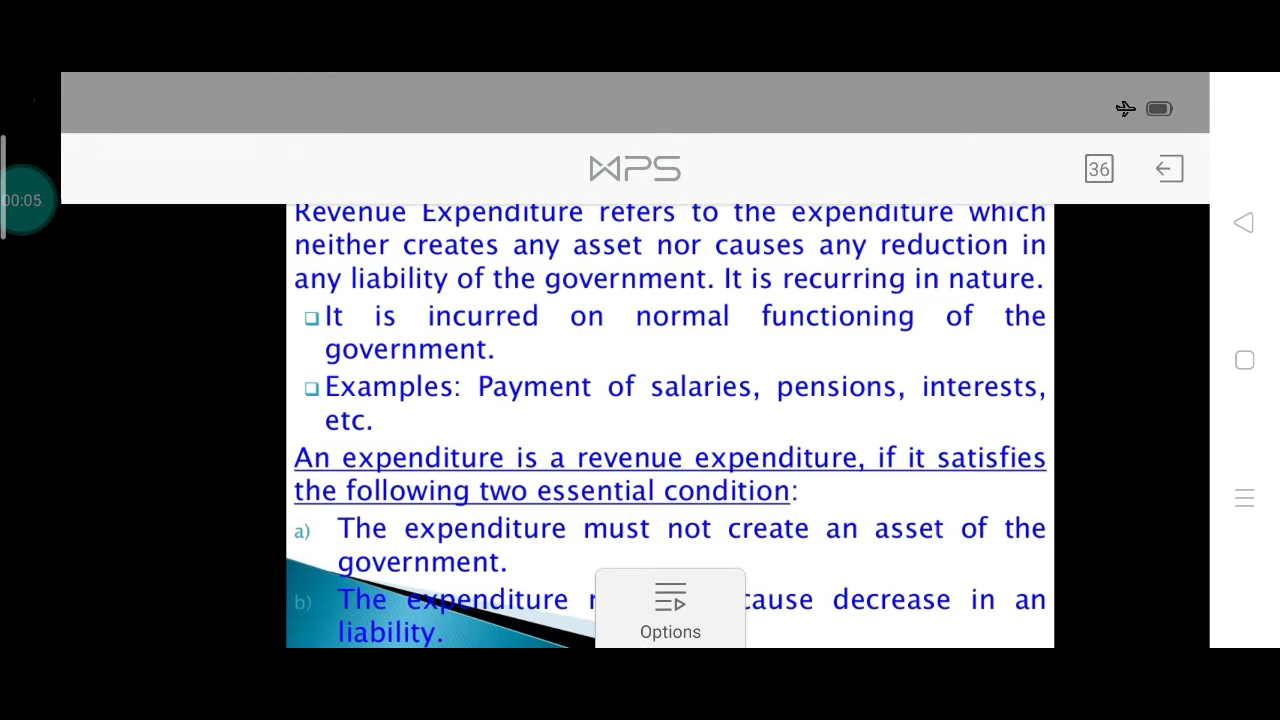 WPS
36
00:05
Revenue Expenditure refers to the expenditure which
neither creates any asset nor causes any reduction in
any liability of the government. It is recurring in nature.
It is incurred on normal functioning of the
government.
Examples: Payment of salaries, pensions, interests,
etc.
An expenditure is a revenue expenditure, if it satisfies
the following two essential condition:
a) The expenditure must not create an asset of the
government.
b) The expenditure cause decrease in an
liability.
Options